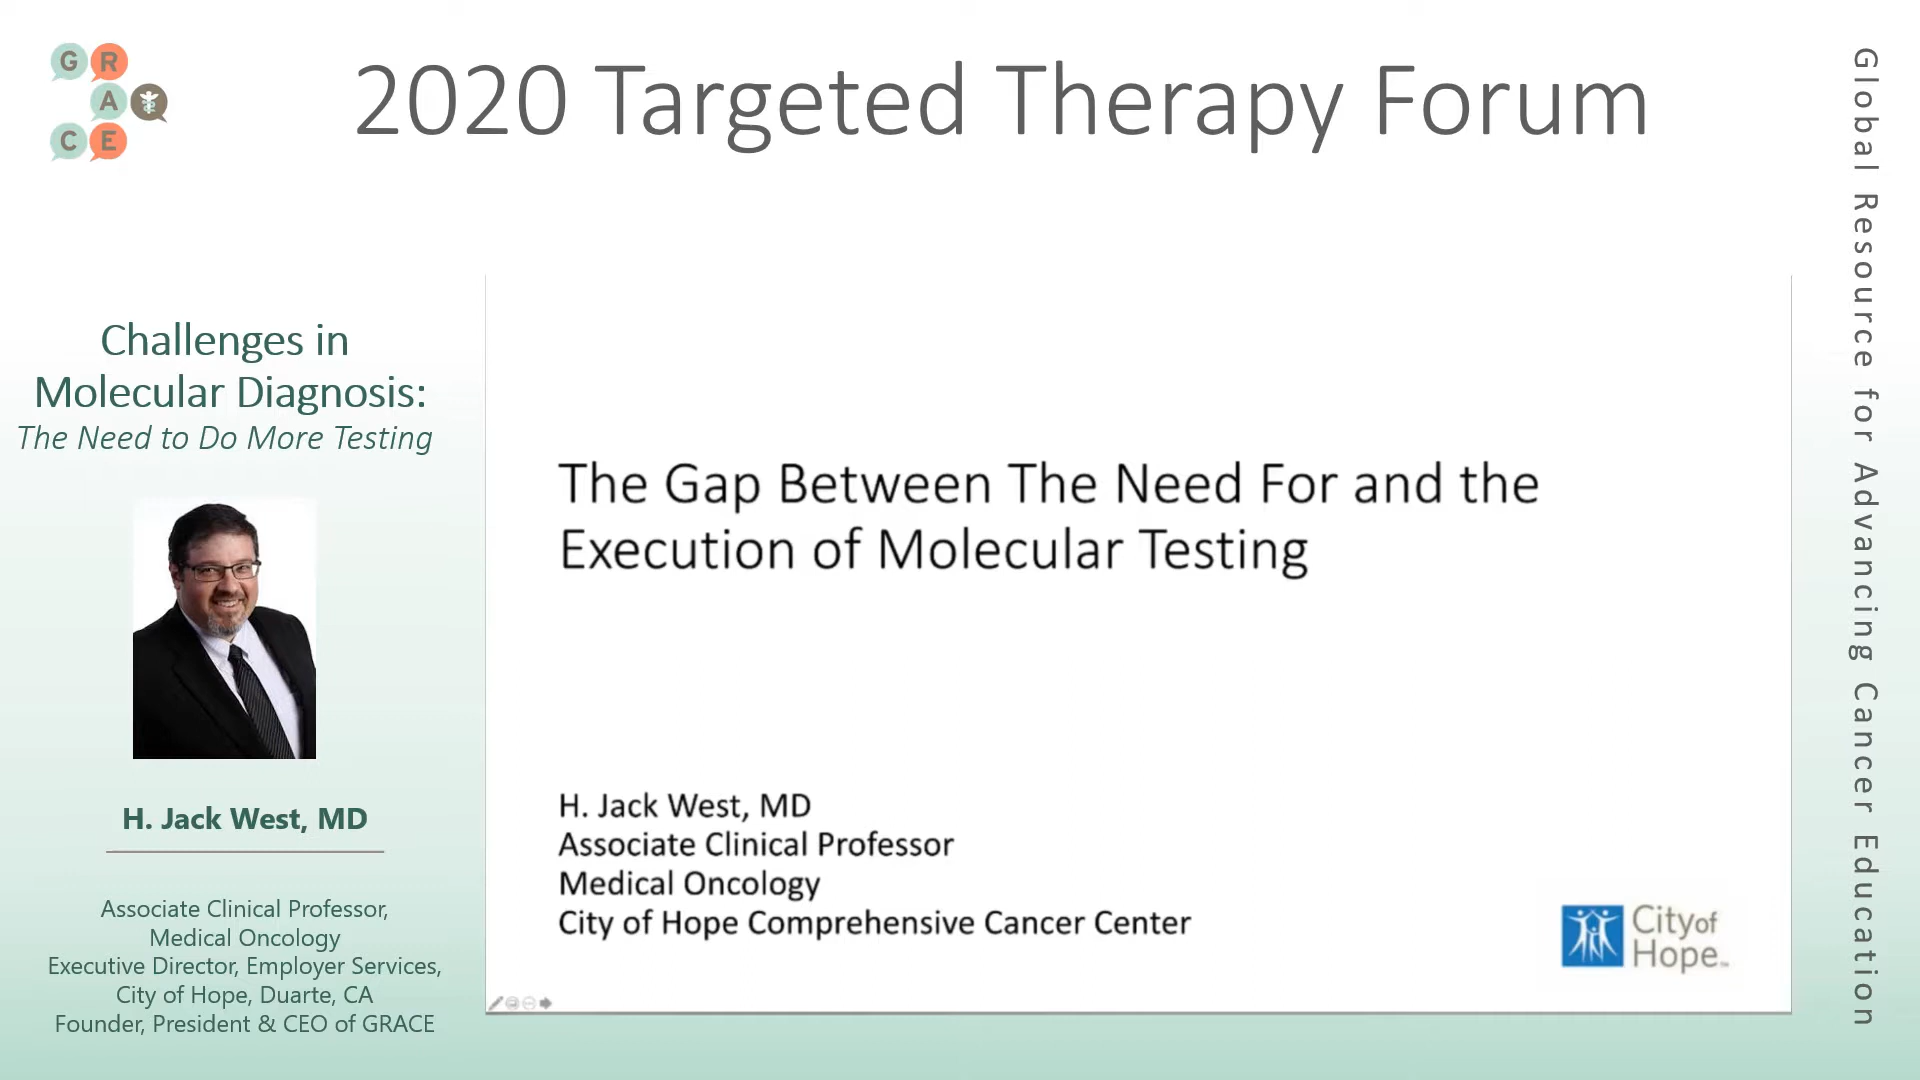 G R
A
C E
2020 Targeted Therapy Forum
Challenges in
Molecular Diagnosis:
The Need to Do More Testing
H. Jack West, MD
Associate Clinical Professor,
Medical Oncology
Executive Director, Employer Services,
City of Hope, Duarte, CA
Founder, President & CEO of GRACE
The Gap Between The Need For and the
Execution of Molecular Testing
H. Jack West, MD
Associate Clinical Professor
Medical Oncology
City of Hope Comprehensive Cancer Center
City of
Hope
Global Resource for Advancing Cancer Education